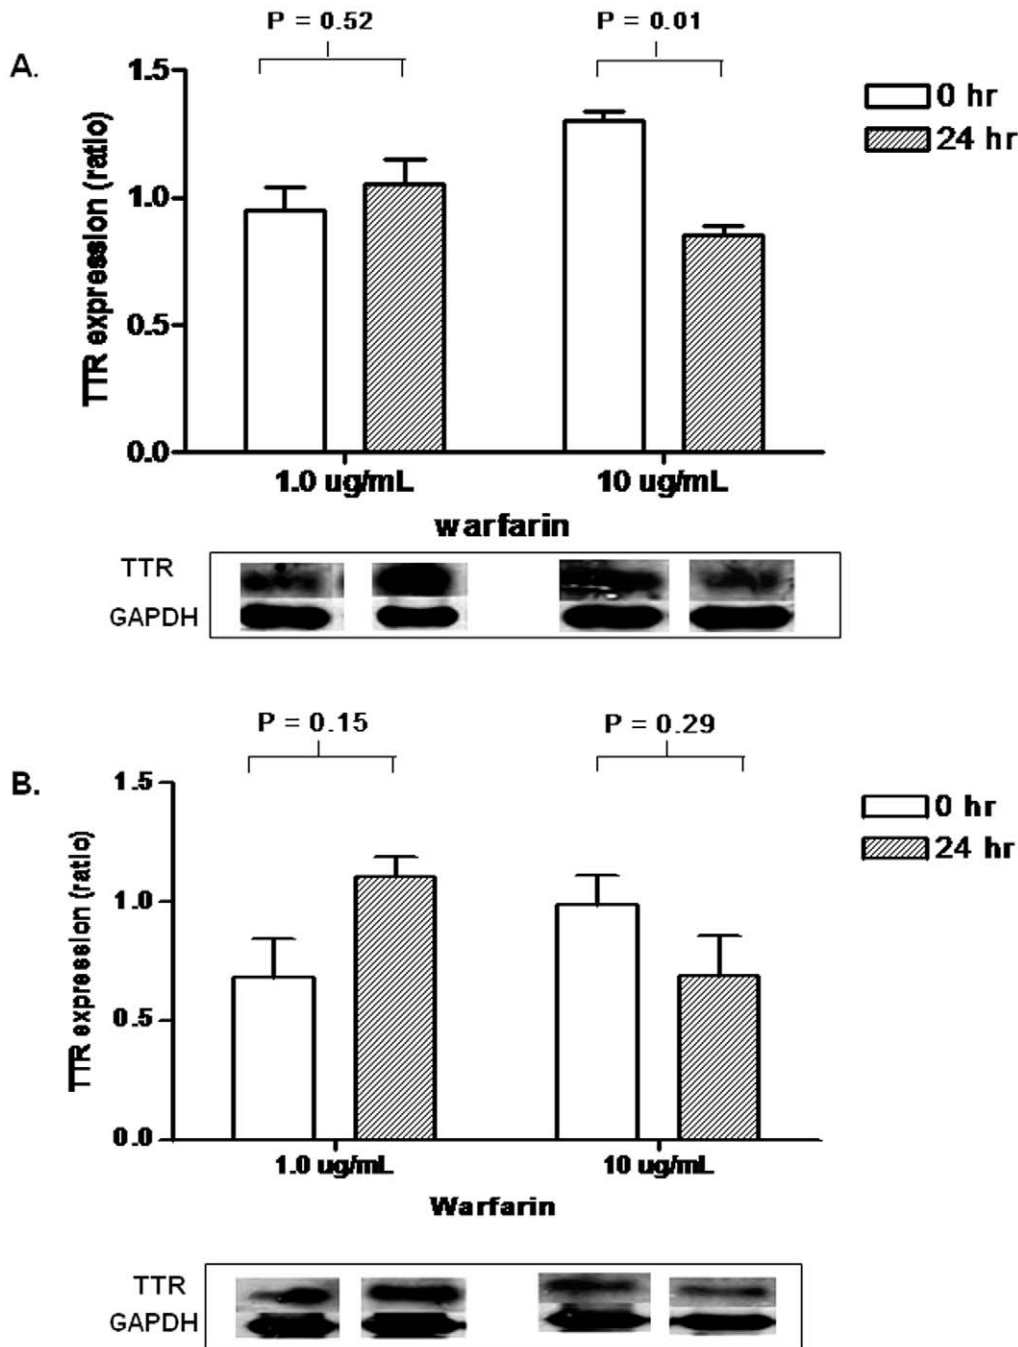 P = 0.52
P = 0.01
A.
1.5
1.0
0.5
0.0
TTR expression (ratio)
0 hr
24 hr
1.0 ug/mL
10 ug/mL
warfarin
TTR
GAPDH
P = 0.15
P = 0.29
B.
1.5
1.0
0.5
0.0
TTR expression (ratio)
0 hr
24 hr
1.0 ug/mL
10 ug/mL
Warfarin
TTR
GAPDH